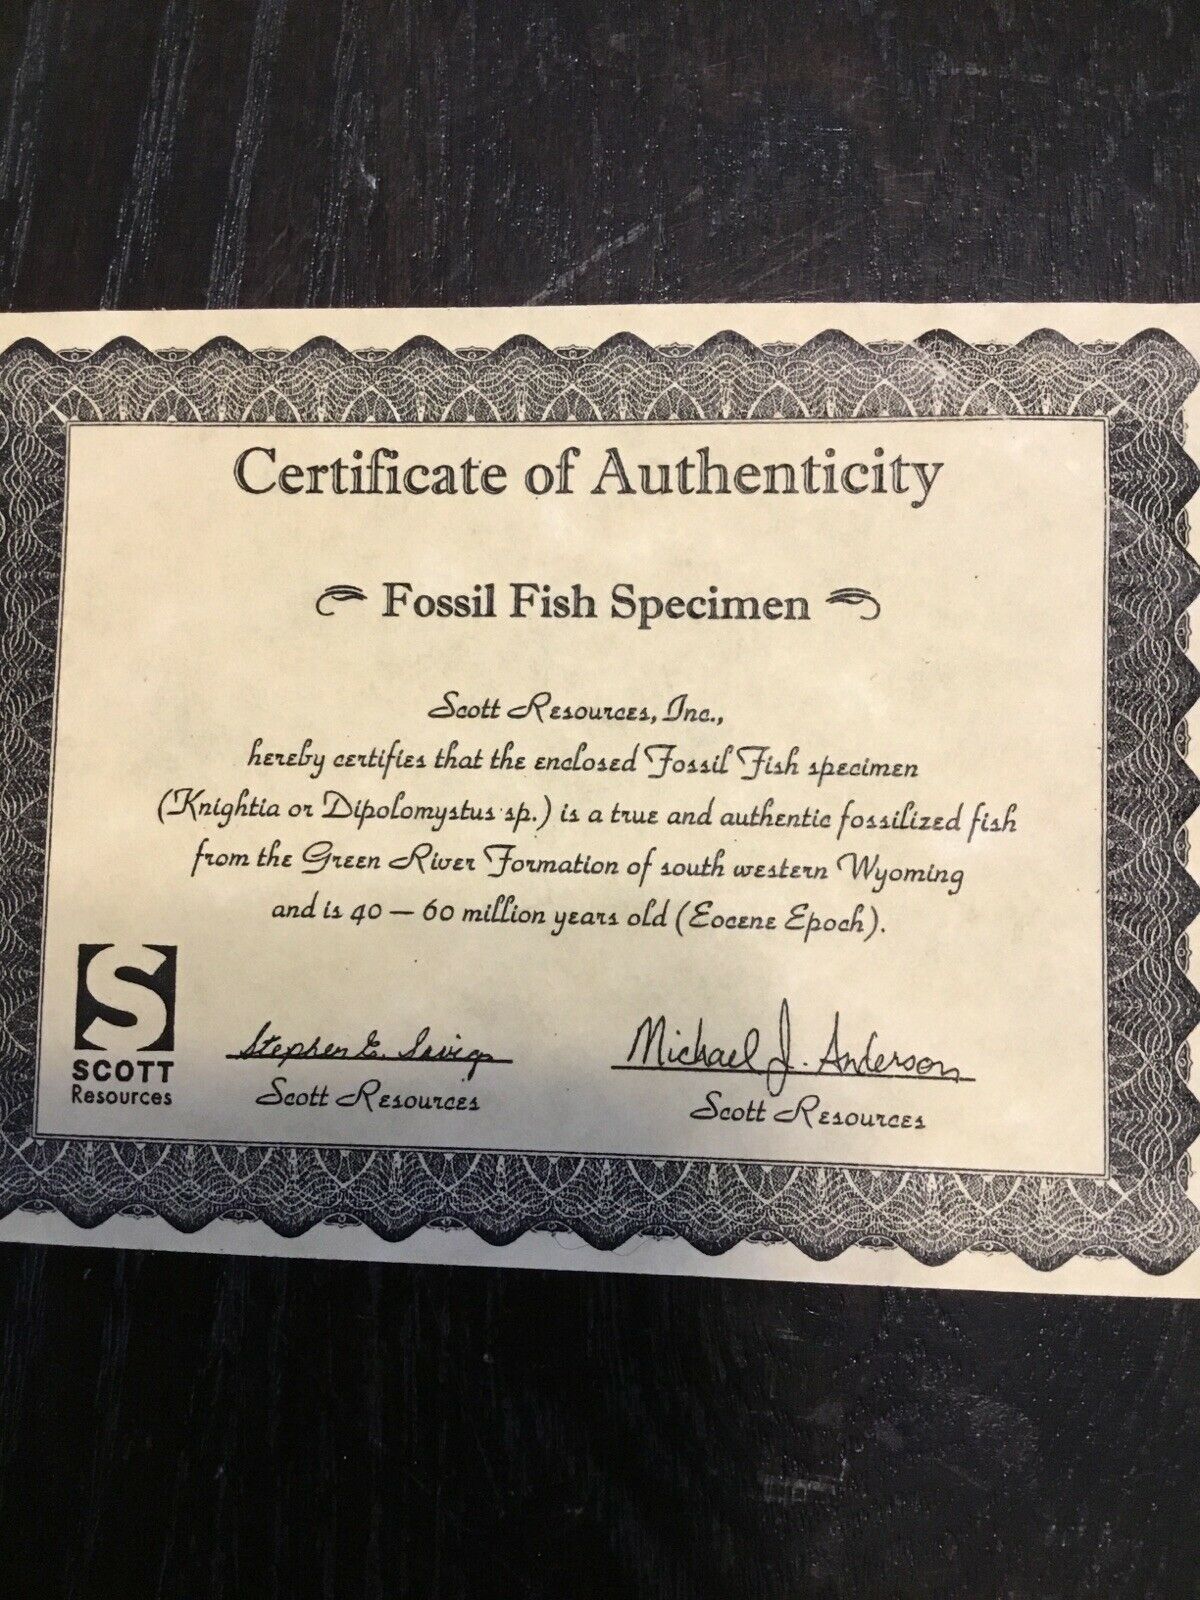 Certificate of Authenticity
Fossil Fish Specimen
Scott Resources, Inc.,
hereby certifies that the enclosed Fossil Fish specimen
(Knightia or Dipolomystus sp.) is a true and authentic fossilized fish
from the Green River Formation of south western Wyoming
and is 40 – 60 million years old (Eocene Epoch).
S
SCOTT
Resources
Stephen E.
Scott Resources
Michael J. Anderson
Scott Resources